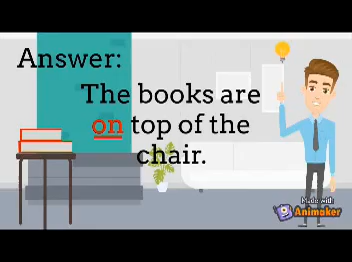 Answer:
The books are
on top of the
chair.
Made with
Animaker